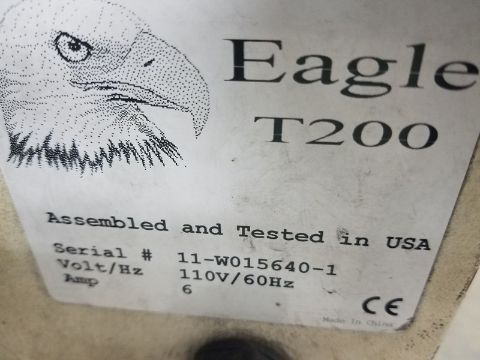 Eagle
T200
Assembled and Tested in USA
Serial # 11-W015640-1
Volt/Hz 110V/60Hz
Amp 6
CE
Made In China